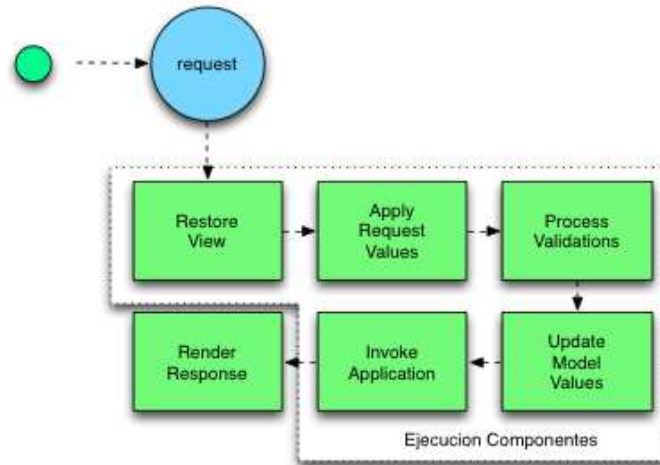 request
Restore
View
Apply
Request
Values
Process
Validations
Render
Response
Invoke
Application
Update
Model
Values
Ejecucion Componentes